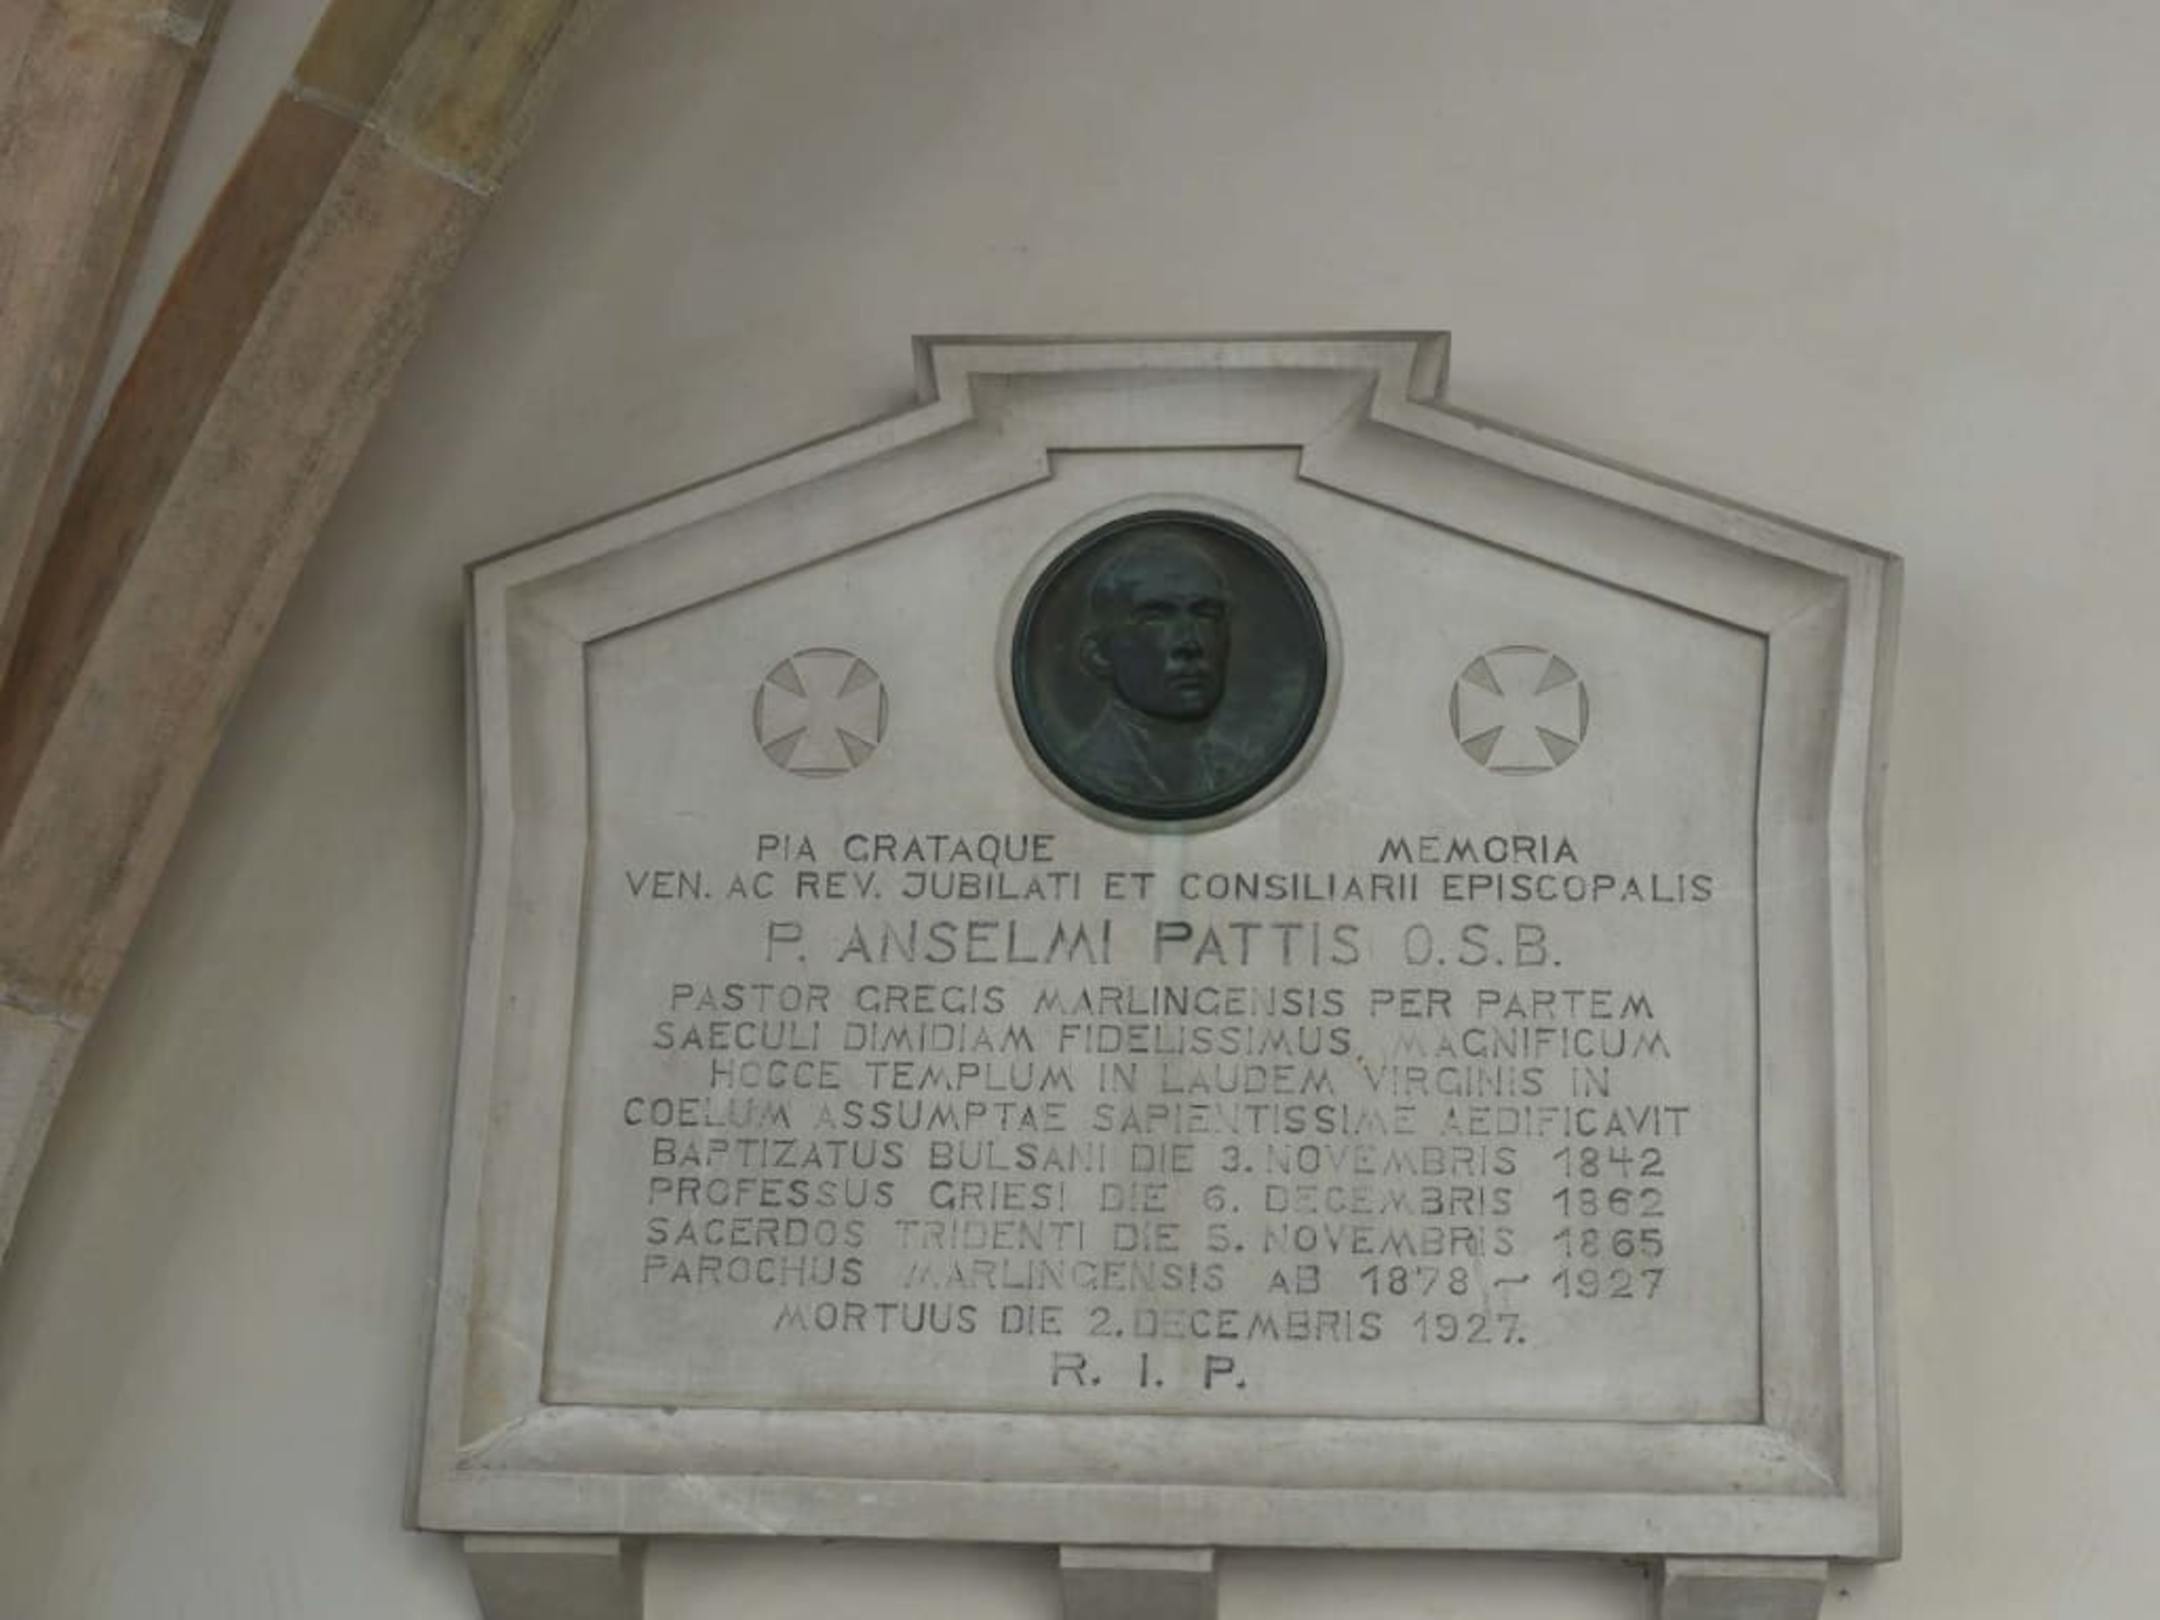 PIA GRATAQUE MEMORIA
VEN. AC REV. JUBILATI ET CONSILIARII EPISCOPALIS
P. ANSELMI PATTIS O.S.B.
PASTOR GREGIS MARLINGENSIS PER PARTEM
SAECULI DIMIDIAM FIDELISSIMUS, MAGNIFICUM
HOCCE TEMPLUM IN LAUDEM VIRGINIS IN
COELUM ASSUMPTAE SAPIENTISSIME AEDIFICAVIT
BAPTIZATUS BULSANI DIE 3. NOVEMBRIS 1842
PROFESSUS GRIESI DIE 6. DECEMBRIS 1862
SACERDOS TRIDENTI DIE 5. NOVEMBRIS 1865
PAROCHUS MARLINGENSIS AB 1878 ~ 1927
MORTUUS DIE 2. DECEMBRIS 1927.
R. I. P.